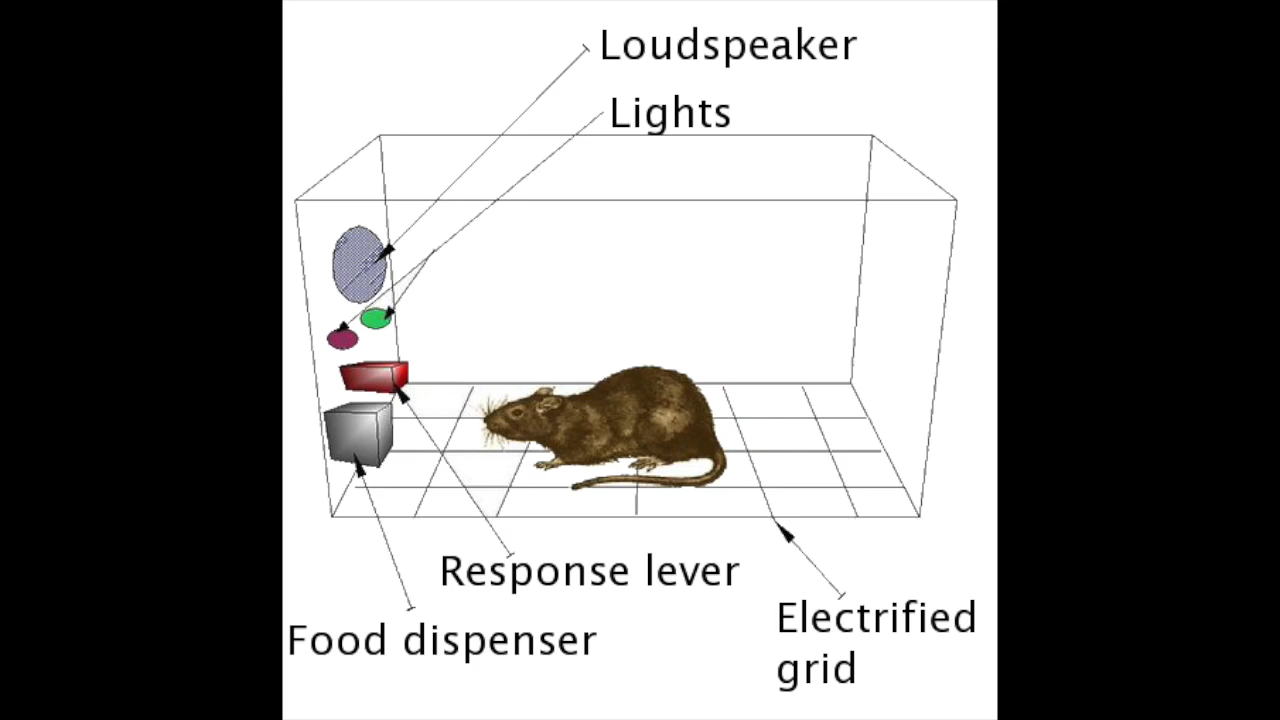 Loudspeaker
Lights
Response lever
Food dispenser
Electrified
grid